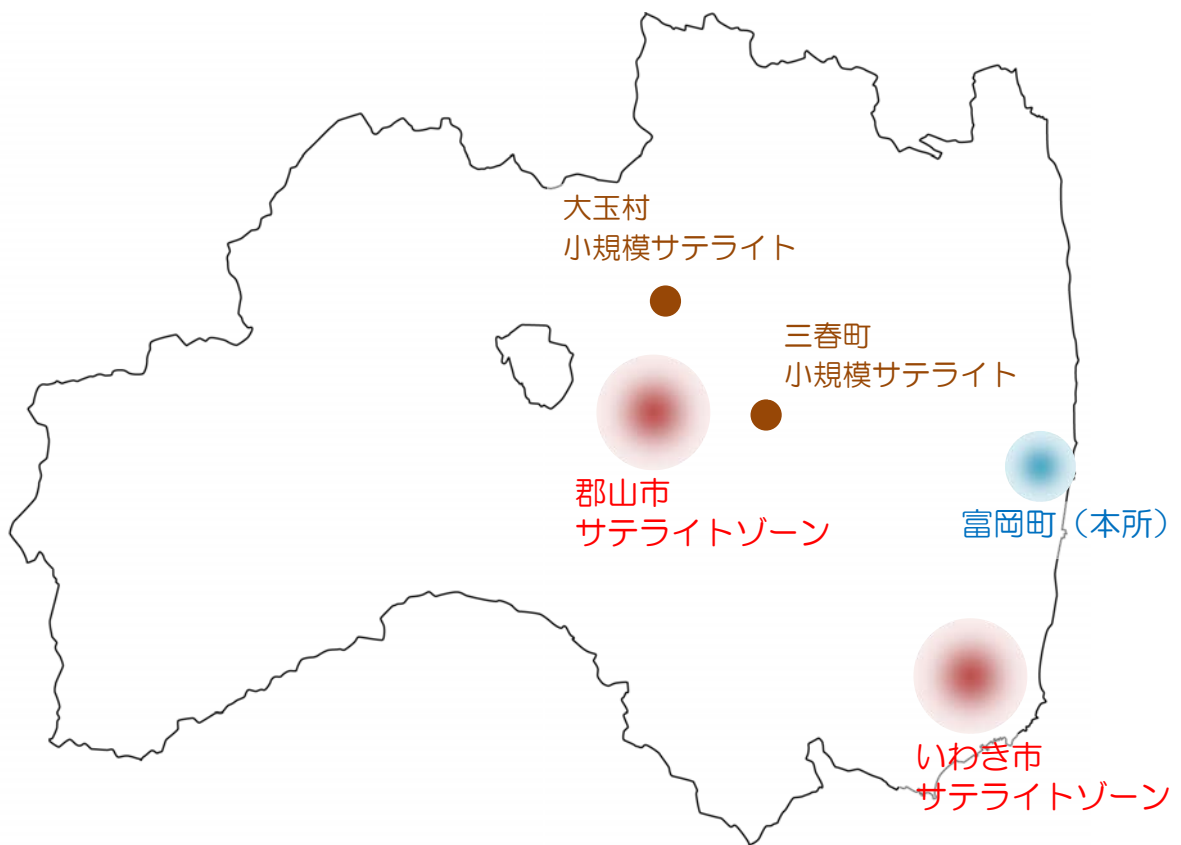 大玉村
小規模サテライト
三春町
小規模サテライト
郡山市
サテライトゾーン
富岡町（本所）
いわき市
サテライトゾーン